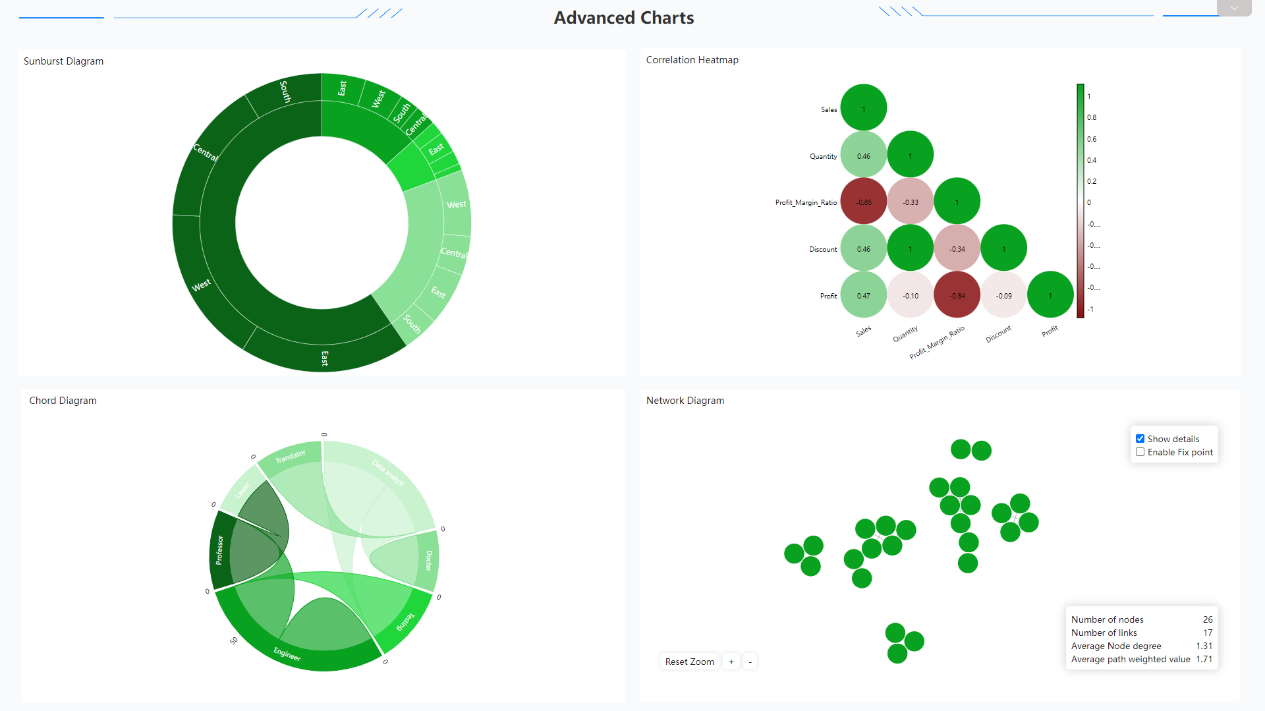 Advanced Charts
Sunburst Diagram
South
East
West
South
Central
East
West
Central
East
South
East
West
Central
Correlation Heatmap
Sales
Quantity
Profit_Margin_Ratio
Discount
Profit
1
0.46
1
-0.85
-0.33
1
0.46
1
-0.34
1
0.47
-0.10
-0.84
-0.09
1
Sales
Quantity
Profit_Margin_Ratio
Discount
Profit
1
0.8
0.6
0.4
0.2
0
-0...
-0...
-0...
-0...
-1
Chord Diagram
0
Translator
Data analyst
0
0
Professor
0
Docter
0
Testing
0
Engineer
50
0
Network Diagram
Show details
Enable Fix point
Number of nodes 26
Number of links 17
Average Node degree 1.31
Average path weighted value 1.71
Reset Zoom + -